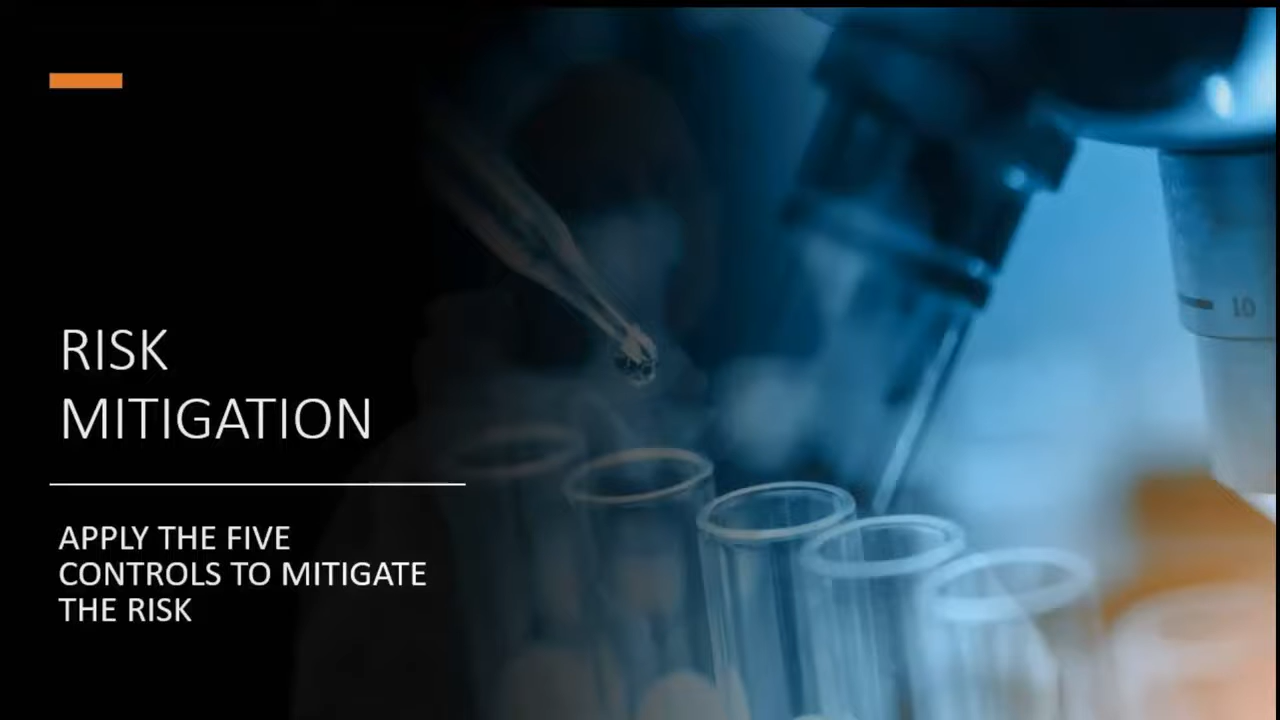 RISK
MITIGATION
APPLY THE FIVE
CONTROLS TO MITIGATE
THE RISK
10